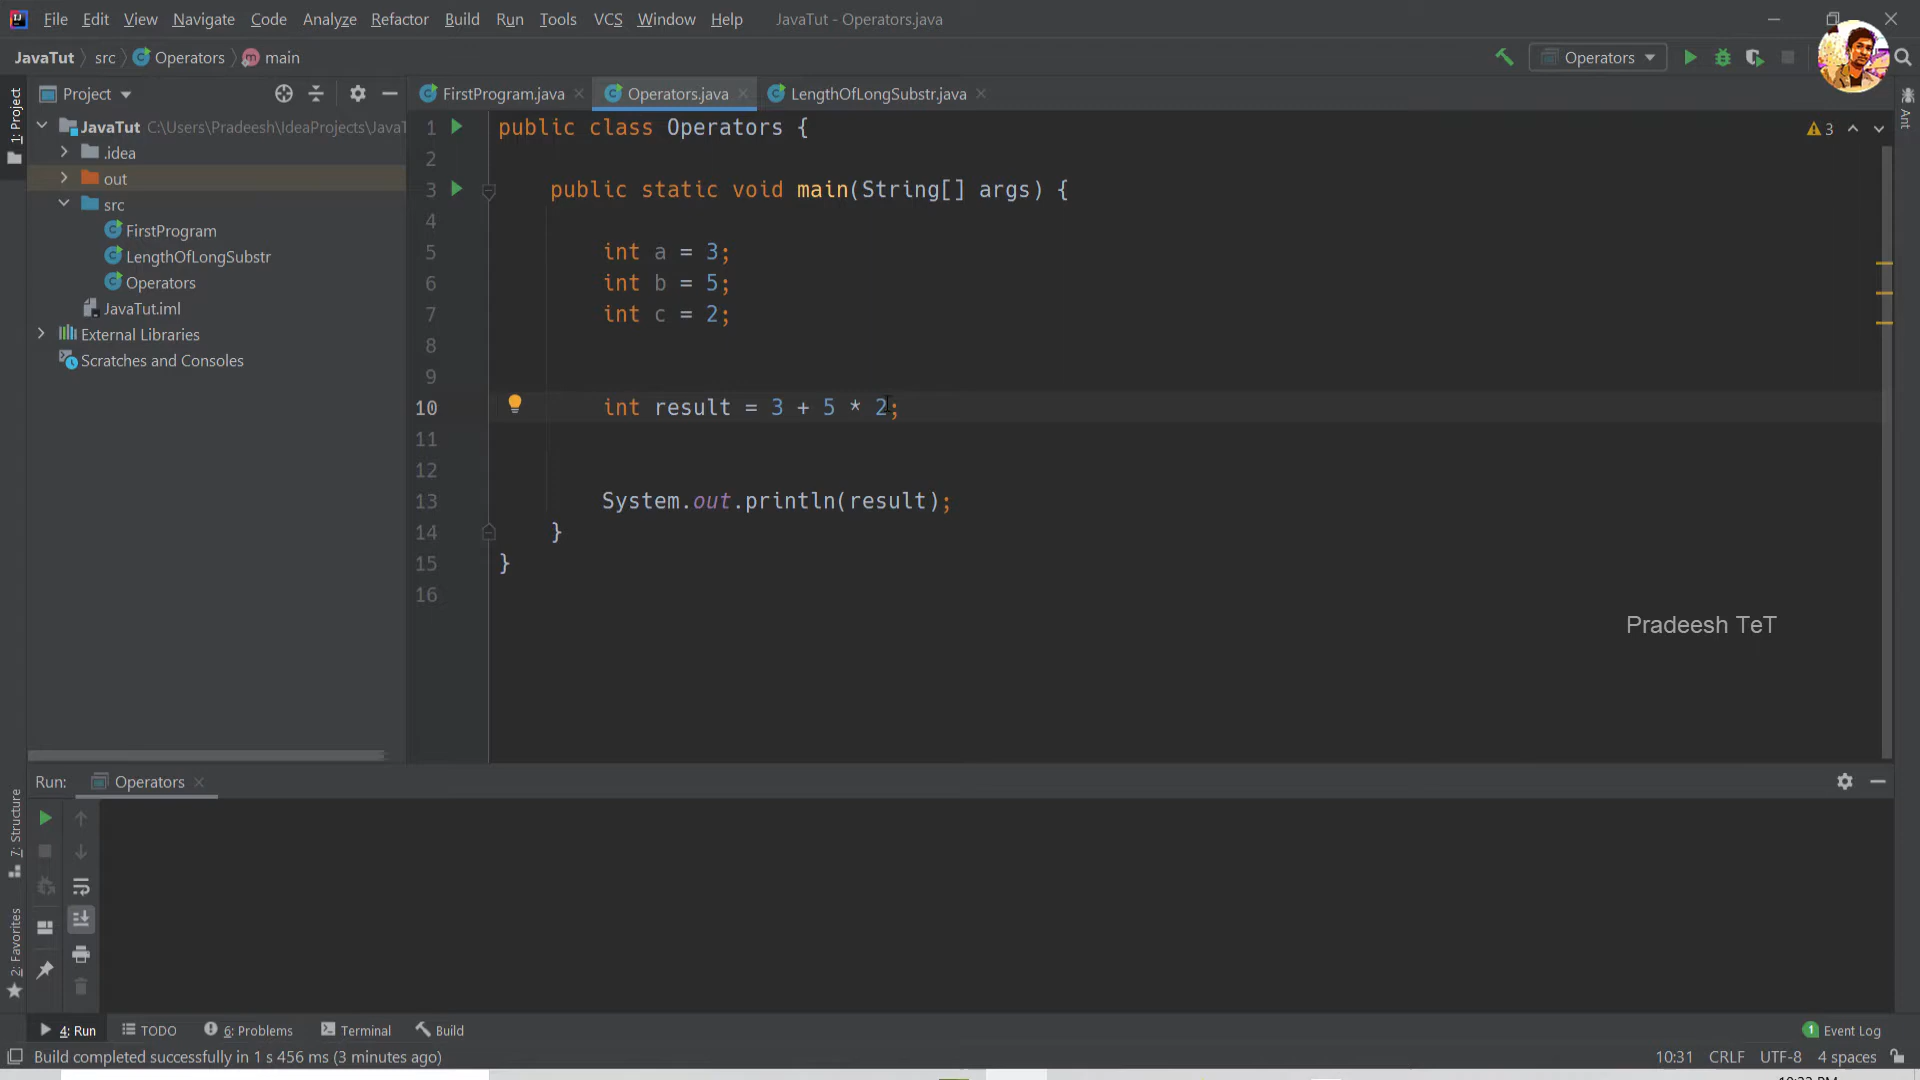 File Edit View Navigate Code Analyze Refactor Build Run Tools VCS Window Help JavaTut - Operators.java
JavaTut src Operators main Operators
Project FirstProgram.java Operators.java LengthOfLongSubstr.java
1: Project
Ant
JavaTut C:\Users\Pradeesh\IdeaProjects\JavaT
.idea
out
src
FirstProgram
LengthOfLongSubstr
Operators
JavaTut.iml
External Libraries
Scratches and Consoles
1 public class Operators {
3
2
3 public static void main(String[] args) {
4
5 int a = 3;
6 int b = 5;
7 int c = 2;
8
9
10 int result = 3 + 5 * 2;
11
12
13 System.out.println(result);
14 }
15 }
16
Pradeesh TeT
Run: Operators
7: Structure
2: Favorites
4: Run TODO 6: Problems Terminal Build 1 Event Log
Build completed successfully in 1 s 456 ms (3 minutes ago) 10:31 CRLF UTF-8 4 spaces